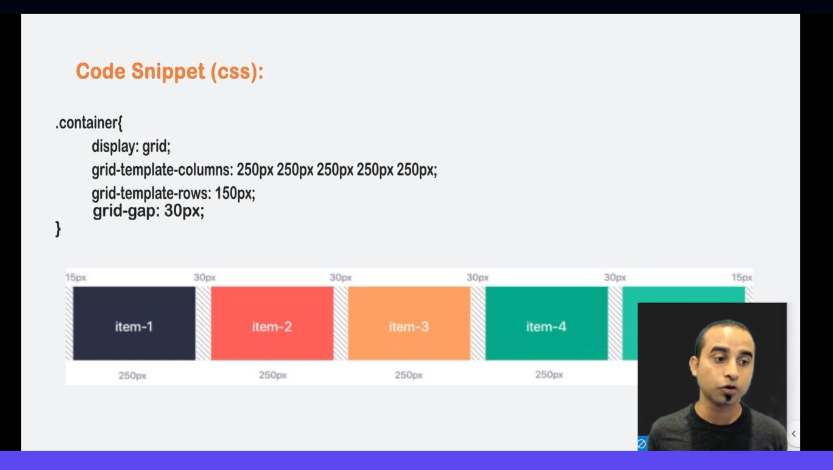 Code Snippet (css):
.container{
display: grid;
grid-template-columns: 250px 250px 250px 250px 250px;
grid-template-rows: 150px;
grid-gap: 30px;
}
15px 30px 30px 30px 30px 15px
item-1 item-2 item-3 item-4
250px 250px 250px 250px